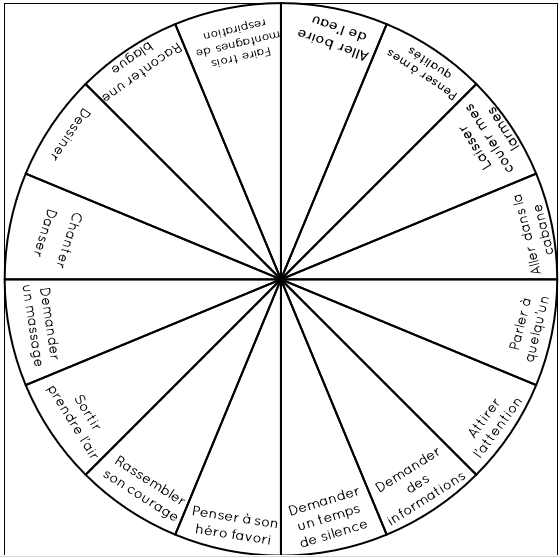 Aller boire
de l'eau
Penser à mes
qualités
Laisser
couler mes
larmes
Aller dans la
cabane
Parler à
quelqu'un
Attirer
l'attention
Demander
des
informations
Demander
un temps
de silence
Penser à son
héro favori
Rassembler
son courage
Sortir
prendre l'air
Demander
un massage
Chanter
Danser
Dessiner
Raconter une
blague
Faire trois
montagnes de
respiration